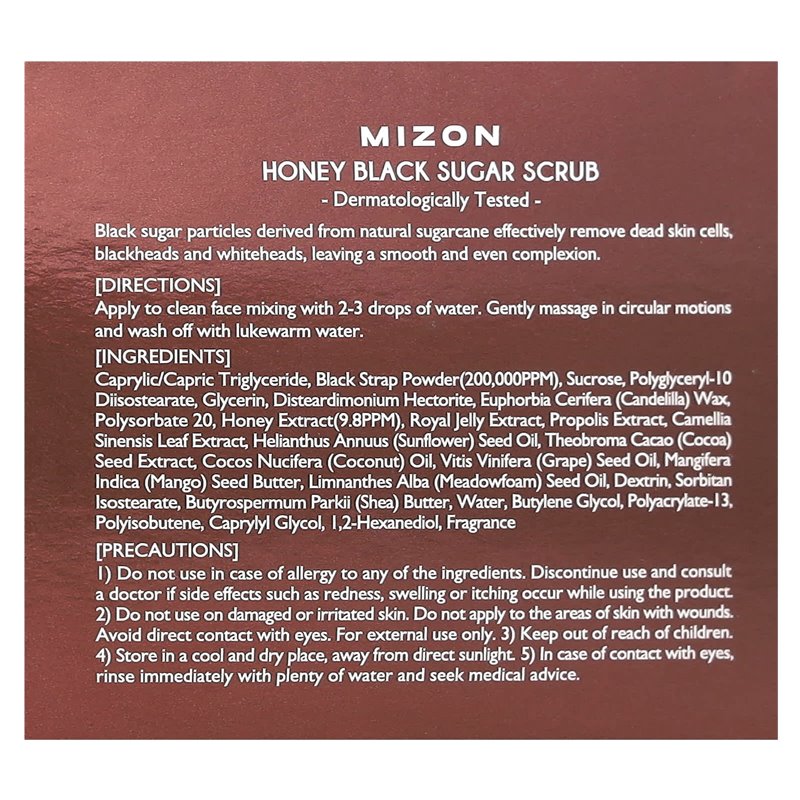 MIZON
HONEY BLACK SUGAR SCRUB
- Dermatologically Tested -
Black sugar particles derived from natural sugarcane effectively remove dead skin cells,
blackheads and whiteheads, leaving a smooth and even complexion.
[DIRECTIONS]
Apply to clean face mixing with 2-3 drops of water. Gently massage in circular motions
and wash off with lukewarm water.
[INGREDIENTS]
Caprylic/Capric Triglyceride, Black Strap Powder(200,000PPM), Sucrose, Polyglyceryl-10
Diisostearate, Glycerin, Disteardimonium Hectorite, Euphorbia Cerifera (Candelilla) Wax,
Polysorbate 20, Honey Extract(9.8PPM), Royal Jelly Extract, Propolis Extract, Camellia
Sinensis Leaf Extract, Helianthus Annuus (Sunflower) Seed Oil, Theobroma Cacao (Cocoa)
Seed Extract, Cocos Nucifera (Coconut) Oil, Vitis Vinifera (Grape) Seed Oil, Mangifera
Indica (Mango) Seed Butter, Limnanthes Alba (Meadowfoam) Seed Oil, Dextrin, Sorbitan
Isostearate, Butyrospermum Parkii (Shea) Butter, Water, Butylene Glycol, Polyacrylate-13,
Polyisobutene, Caprylyl Glycol, 1,2-Hexanediol, Fragrance
[PRECAUTIONS]
1) Do not use in case of allergy to any of the ingredients. Discontinue use and consult
a doctor if side effects such as redness, swelling or itching occur while using the product.
2) Do not use on damaged or irritated skin. Do not apply to the areas of skin with wounds.
Avoid direct contact with eyes. For external use only. 3) Keep out of reach of children.
4) Store in a cool and dry place, away from direct sunlight. 5) In case of contact with eyes,
rinse immediately with plenty of water and seek medical advice.